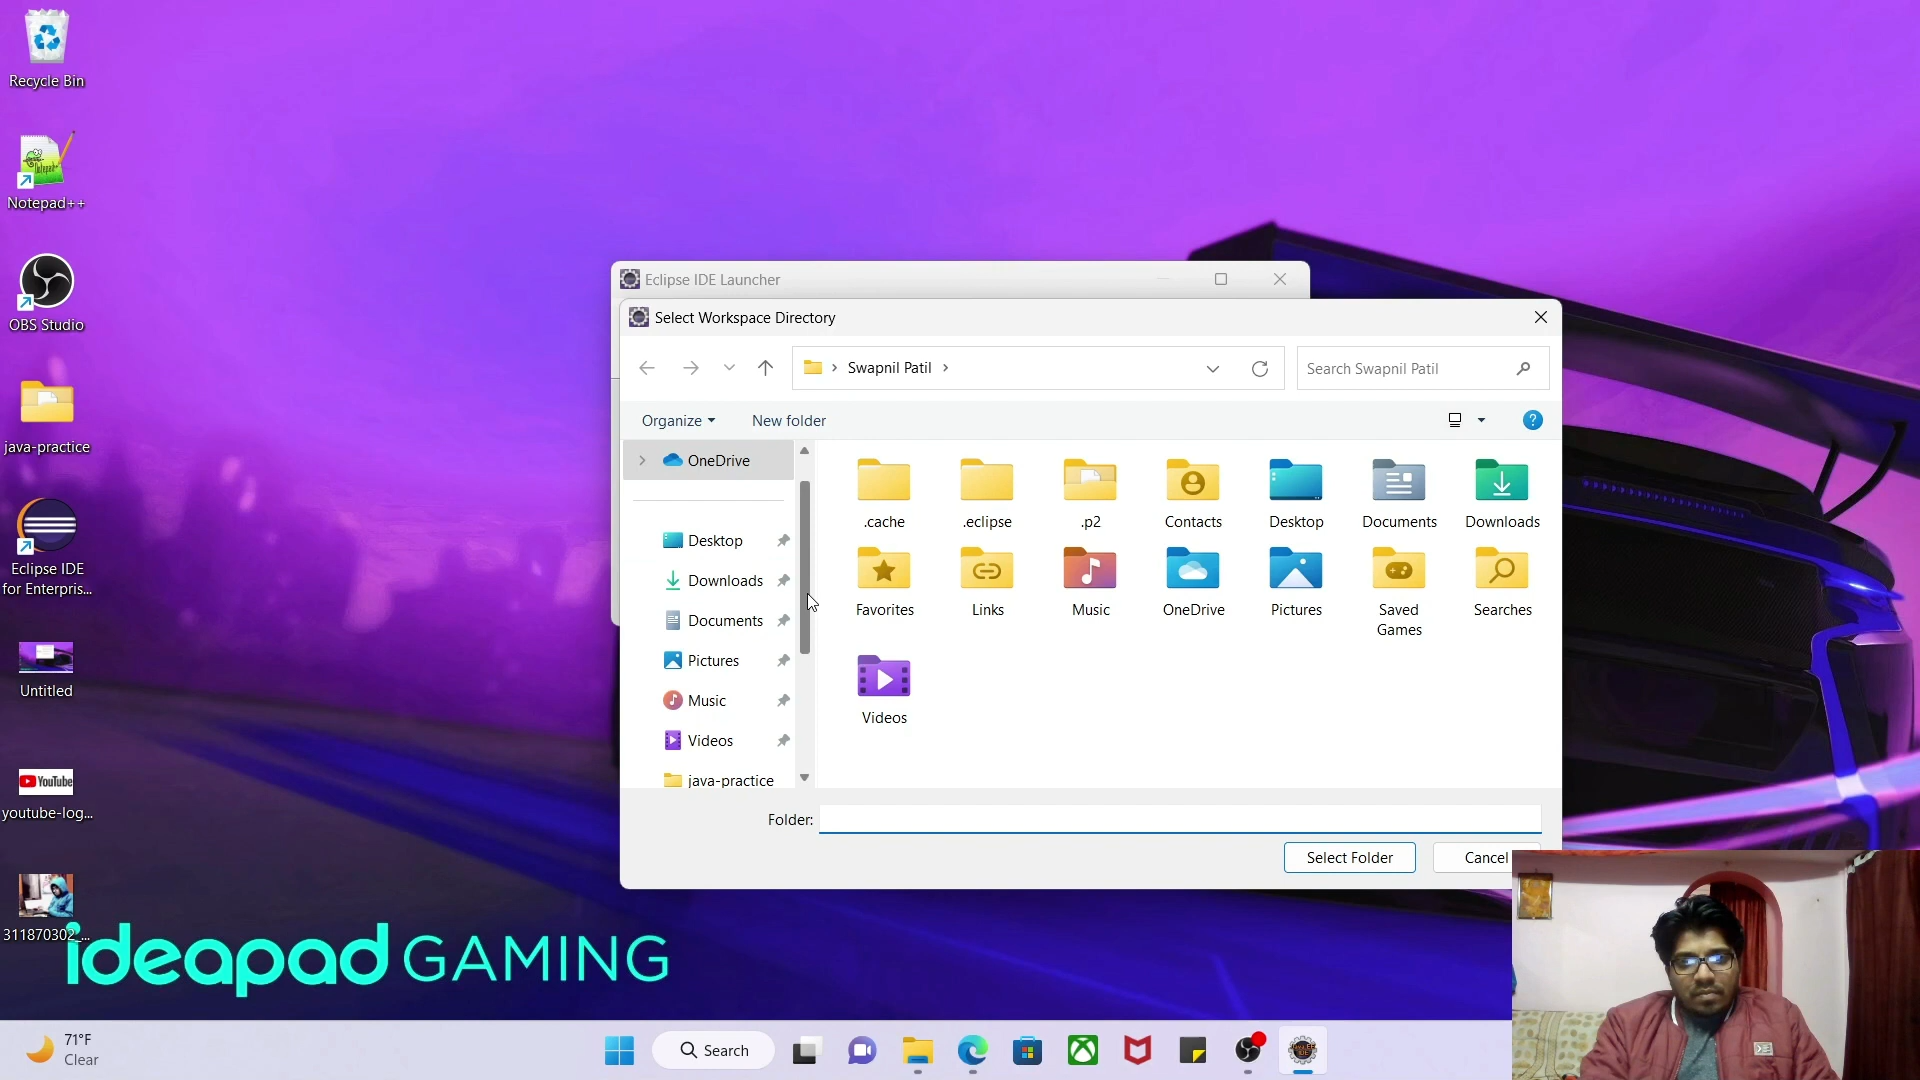 Recycle Bin
Notepad++
OBS Studio
java-practice
Eclipse IDE
for Enterpris...
Untitled
YouTube
youtube-log...
311870302_...
ideapad GAMING
Eclipse IDE Launcher
Select Workspace Directory
Swapnil Patil
Search Swapnil Patil
Organize
New folder
?
OneDrive
Desktop
Downloads
Documents
Pictures
Music
Videos
java-practice
.cache
.eclipse
.p2
Contacts
Desktop
Documents
Downloads
Favorites
Links
Music
OneDrive
Pictures
Saved
Games
Searches
Videos
Folder:
Select Folder
Cancel
71°F
Clear
Search